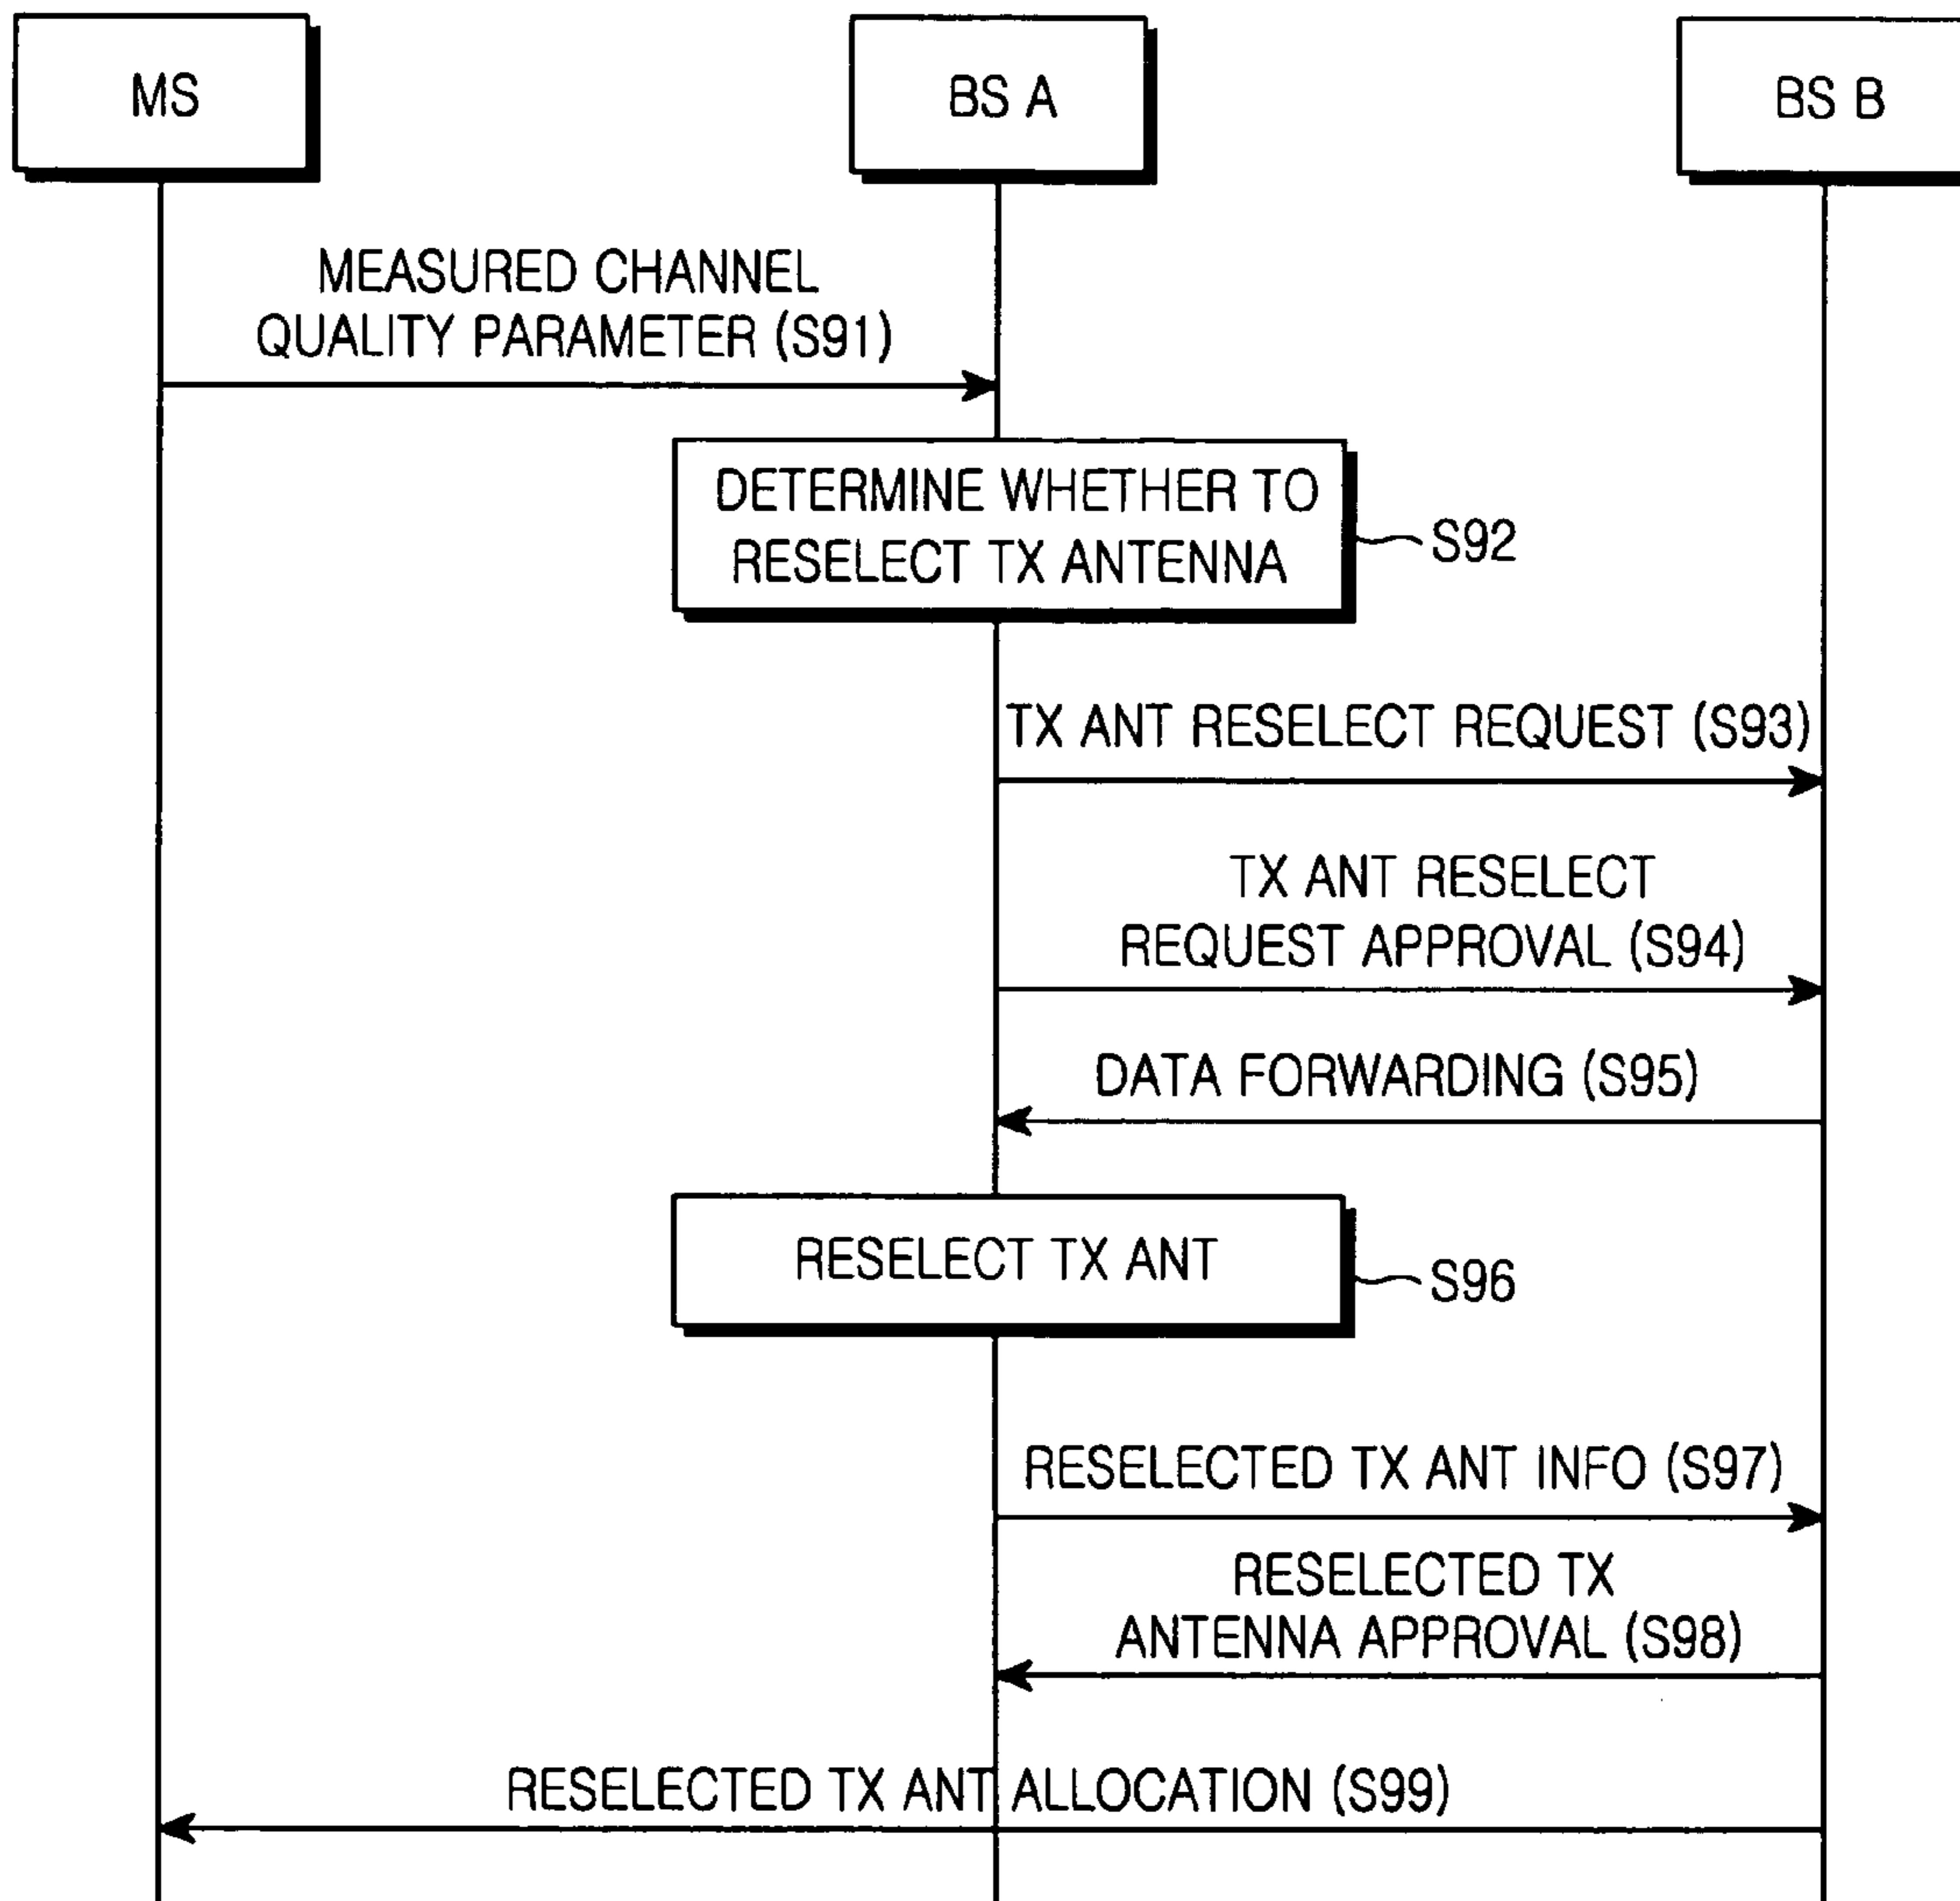 MS
BS A
BS B
MEASURED CHANNEL
QUALITY PARAMETER (S91)
DETERMINE WHETHER TO
RESELECT TX ANTENNA
S92
TX ANT RESELECT REQUEST (S93)
TX ANT RESELECT
REQUEST APPROVAL (S94)
DATA FORWARDING (S95)
RESELECT TX ANT
S96
RESELECTED TX ANT INFO (S97)
RESELECTED TX
ANTENNA APPROVAL (S98)
RESELECTED TX ANT ALLOCATION (S99)